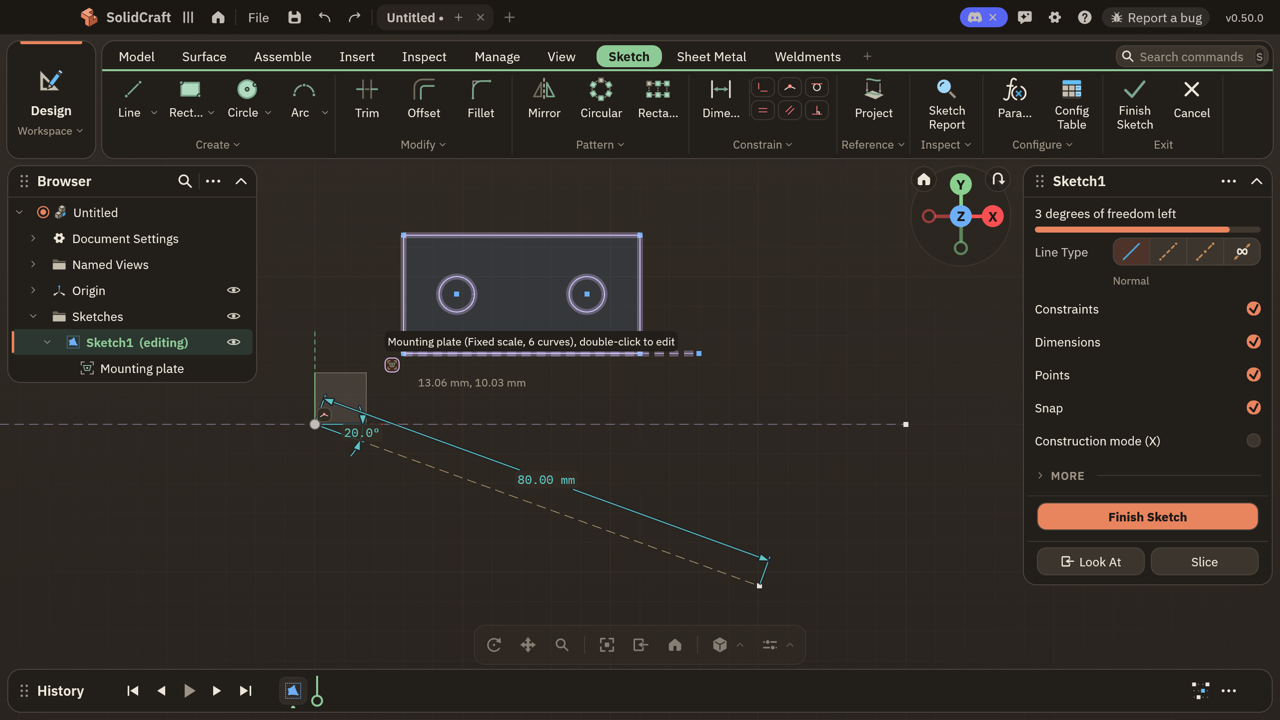 SolidCraft
File
Untitled •
Report a bug
v0.50.0
Design
Workspace
Model
Surface
Assemble
Insert
Inspect
Manage
View
Sketch
Sheet Metal
Weldments
Search commands
S
Line
Rect...
Circle
Arc
Trim
Offset
Fillet
Mirror
Circular
Recta...
Dime...
Project
Sketch
Report
Para...
Config
Table
Finish
Sketch
Cancel
Create
Modify
Pattern
Constrain
Reference
Inspect
Configure
Exit
Browser
Untitled
Document Settings
Named Views
Origin
Sketches
Sketch1 (editing)
Mounting plate
Mounting plate (Fixed scale, 6 curves), double-click to edit
13.06 mm, 10.03 mm
20.0°
80.00 mm
Y
Z
X
Sketch1
3 degrees of freedom left
Line Type
Normal
Constraints
Dimensions
Points
Snap
Construction mode (X)
MORE
Finish Sketch
Look At
Slice
History